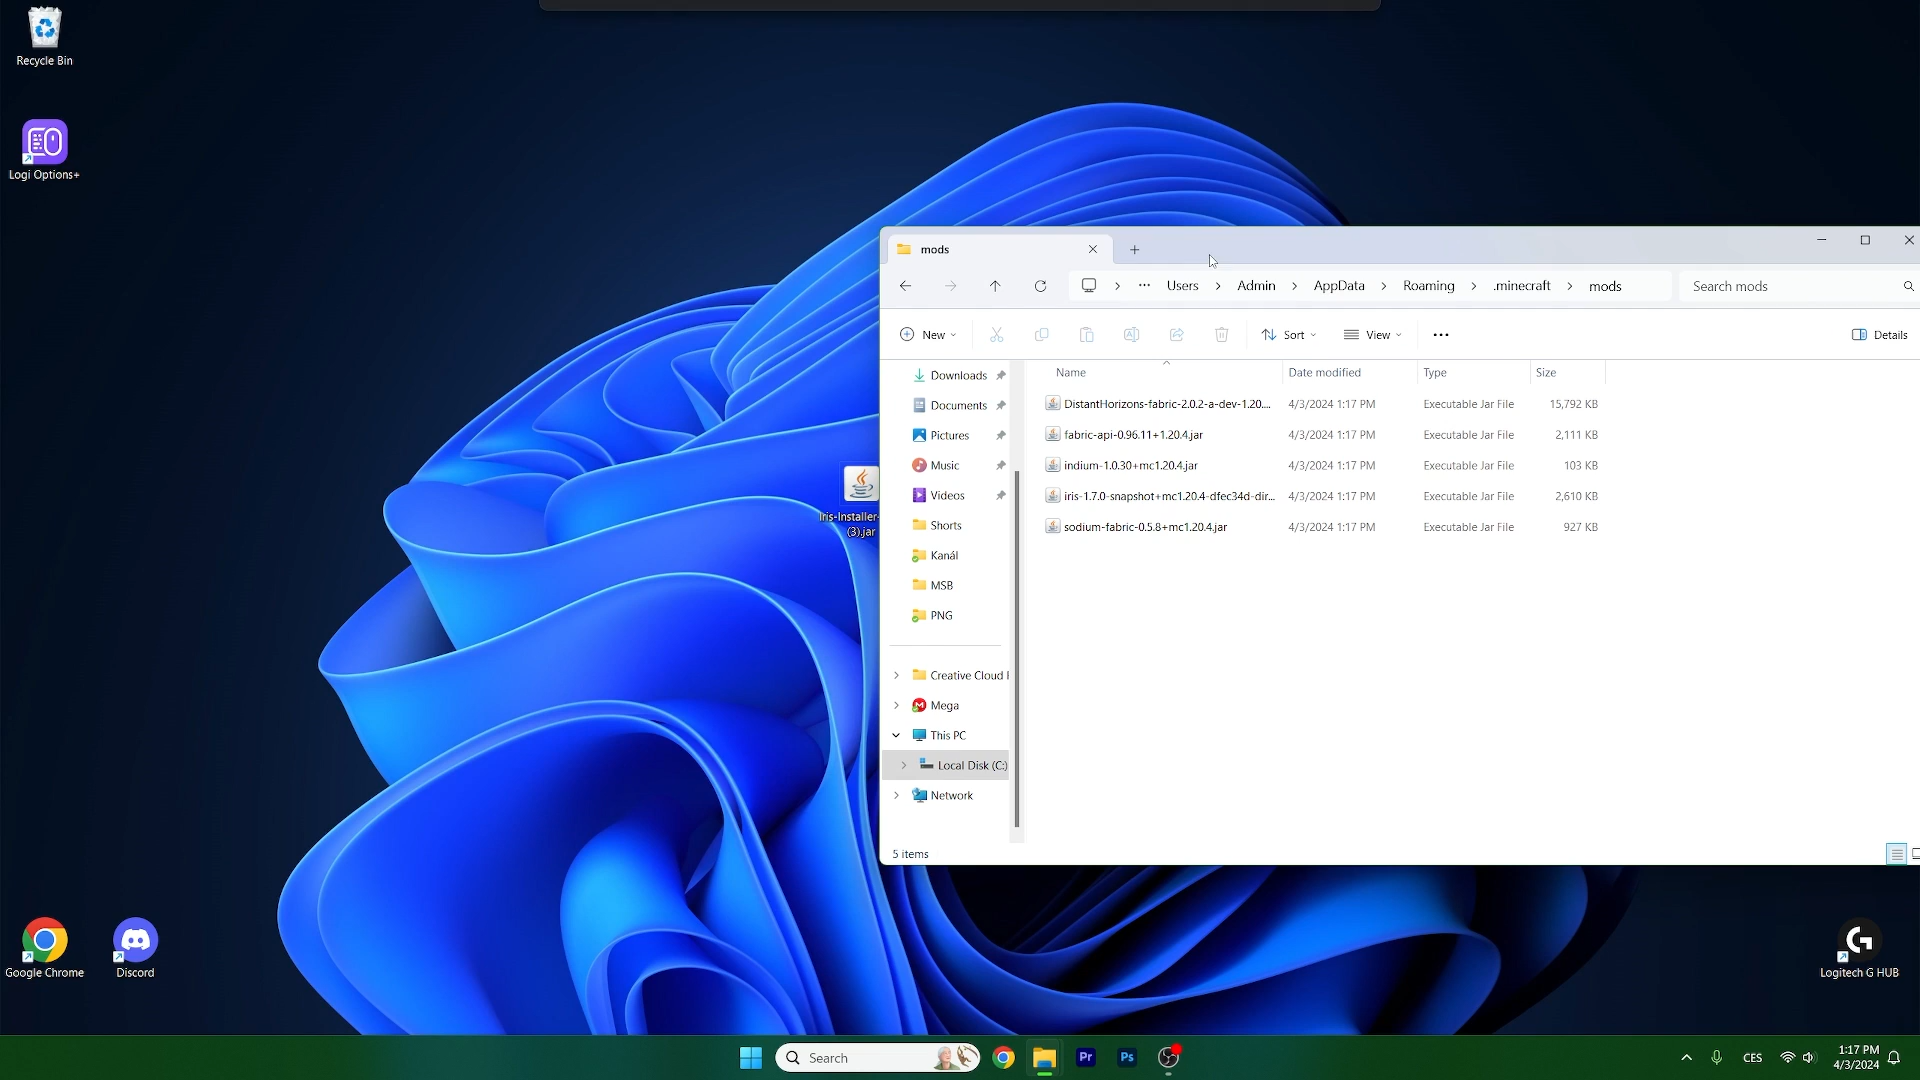 Recycle Bin
Logi Options+
Iris-Installer-
(3).jar
Google Chrome
Discord
Logitech G HUB
mods
Users
Admin
AppData
Roaming
.minecraft
mods
Search mods
New
Sort
View
Details
Name
Date modified
Type
Size
DistantHorizons-fabric-2.0.2-a-dev-1.20.... 4/3/2024 1:17 PM Executable Jar File 15,792 KB
fabric-api-0.96.11+1.20.4.jar 4/3/2024 1:17 PM Executable Jar File 2,111 KB
indium-1.0.30+mc1.20.4.jar 4/3/2024 1:17 PM Executable Jar File 103 KB
iris-1.7.0-snapshot+mc1.20.4-dfec34d-dir... 4/3/2024 1:17 PM Executable Jar File 2,610 KB
sodium-fabric-0.5.8+mc1.20.4.jar 4/3/2024 1:17 PM Executable Jar File 927 KB
Downloads
Documents
Pictures
Music
Videos
Shorts
Kanál
MSB
PNG
Creative Cloud
Mega
This PC
Local Disk (C:)
Network
5 items
Search
Pr
Ps
CES
1:17 PM
4/3/2024